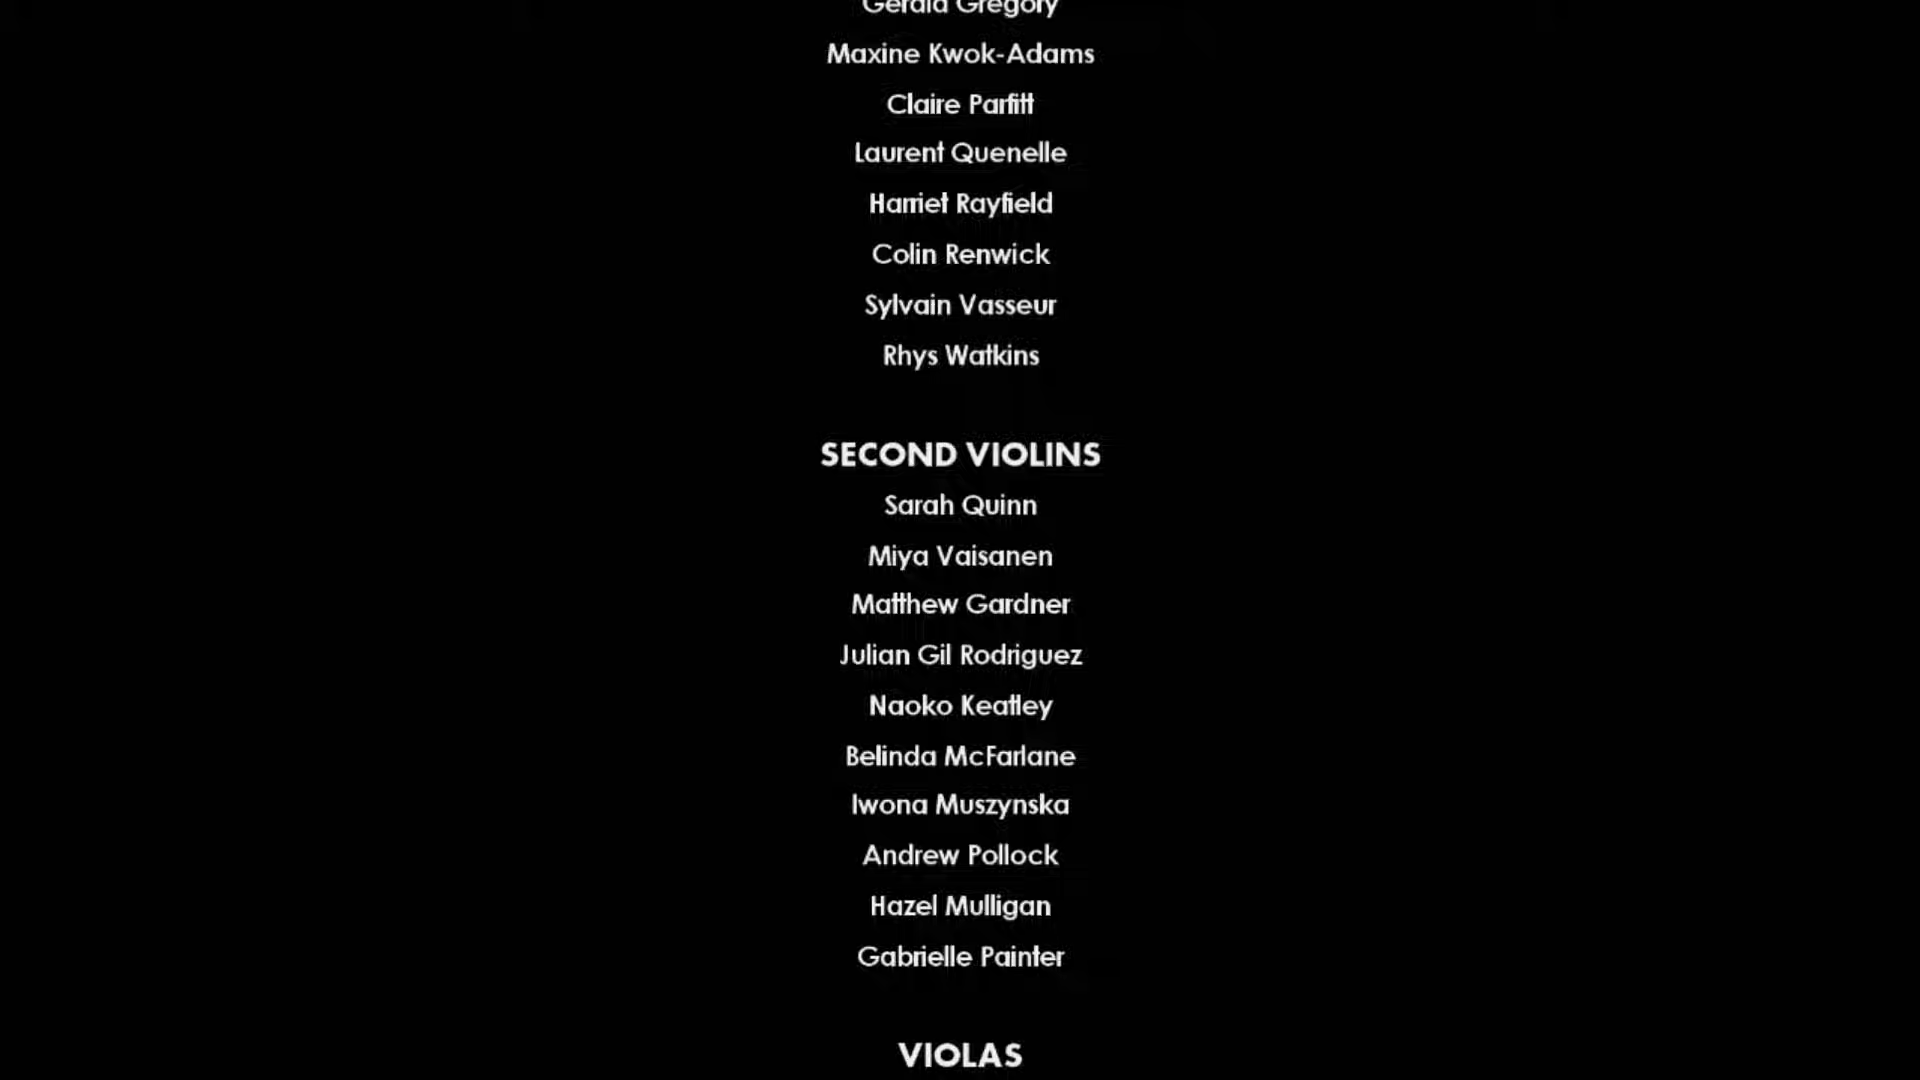 Gerald Gregory
Maxine Kwok-Adams
Claire Parfitt
Laurent Quenelle
Harriet Rayfield
Colin Renwick
Sylvain Vasseur
Rhys Watkins
SECOND VIOLINS
Sarah Quinn
Miya Vaisanen
Matthew Gardner
Julian Gil Rodriguez
Naoko Keatley
Belinda McFarlane
Iwona Muszynska
Andrew Pollock
Hazel Mulligan
Gabrielle Painter
VIOLAS